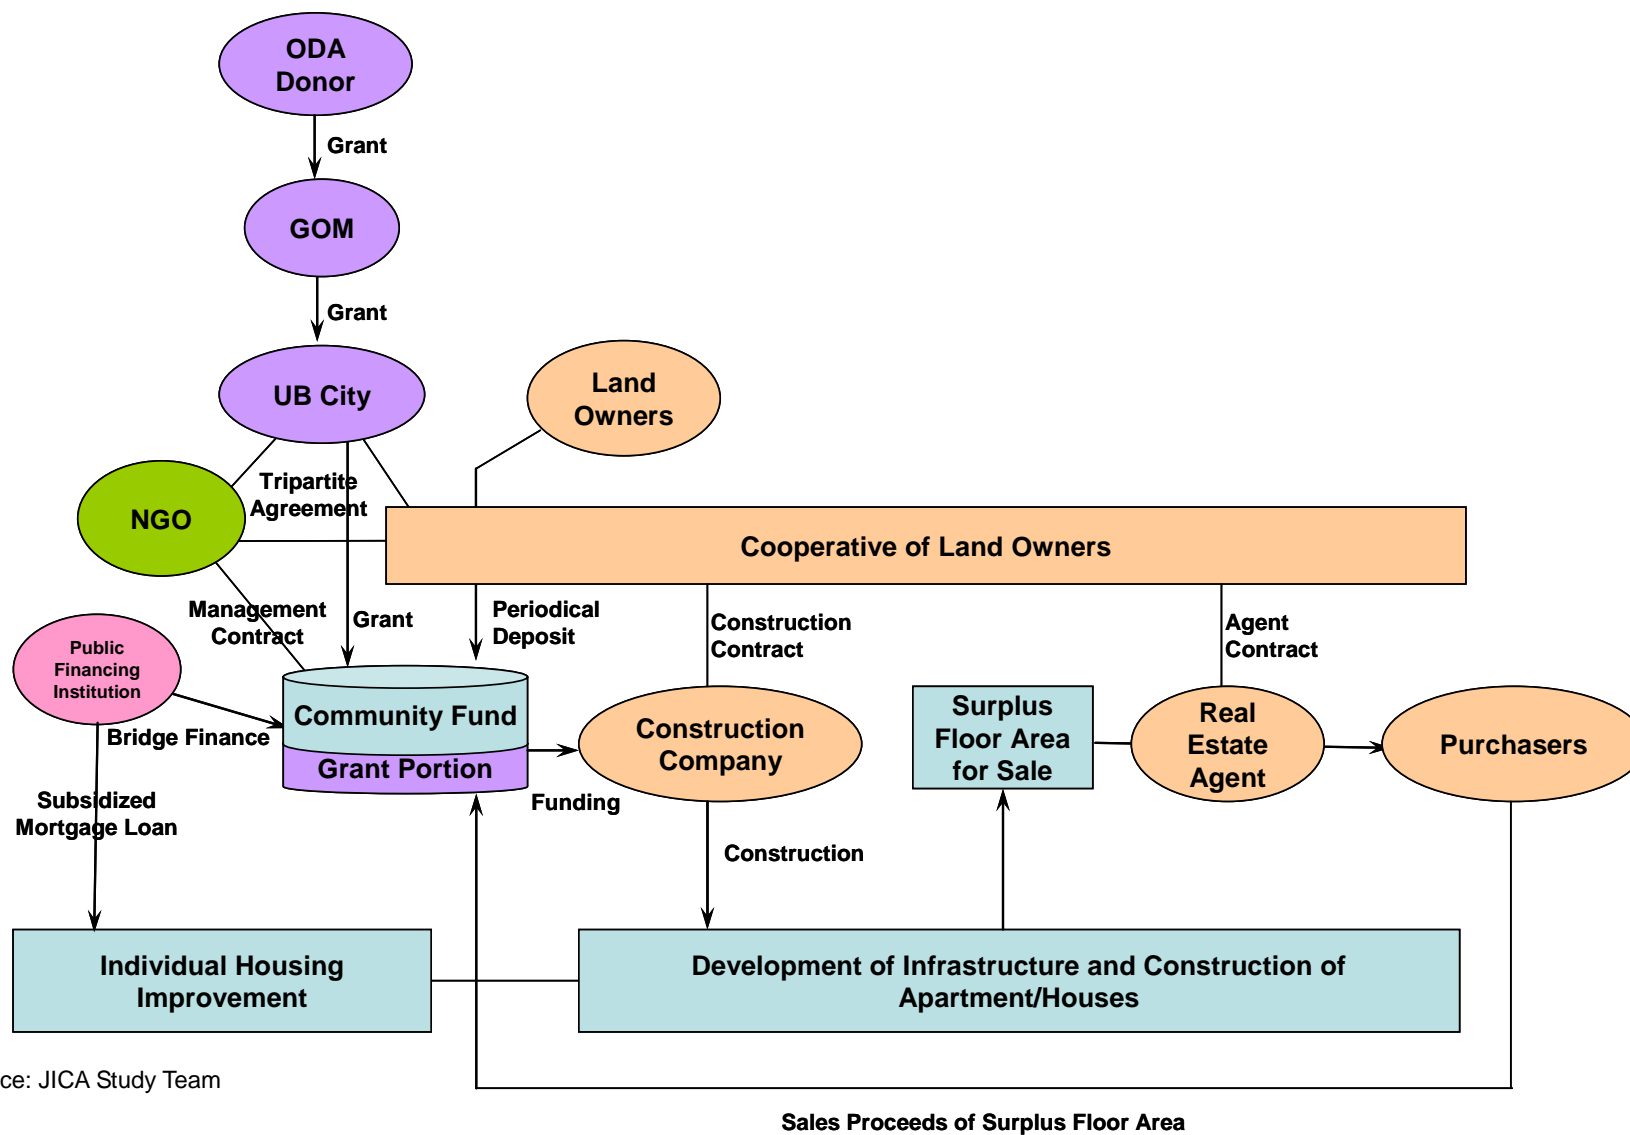 ODA
Donor
Grant
GOM
Grant
UB City
Land
Owners
Tripartite
Agreement
NGO
Cooperative of Land Owners
Management
Contract
Grant
Periodical
Deposit
Construction
Contract
Agent
Contract
Public
Financing
Institution
Bridge Finance
Community Fund
Grant Portion
Funding
Construction
Company
Surplus
Floor Area
for Sale
Real
Estate
Agent
Purchasers
Subsidized
Mortgage Loan
Construction
Individual Housing
Improvement
Development of Infrastructure and Construction of
Apartment/Houses
ce: JICA Study Team
Sales Proceeds of Surplus Floor Area